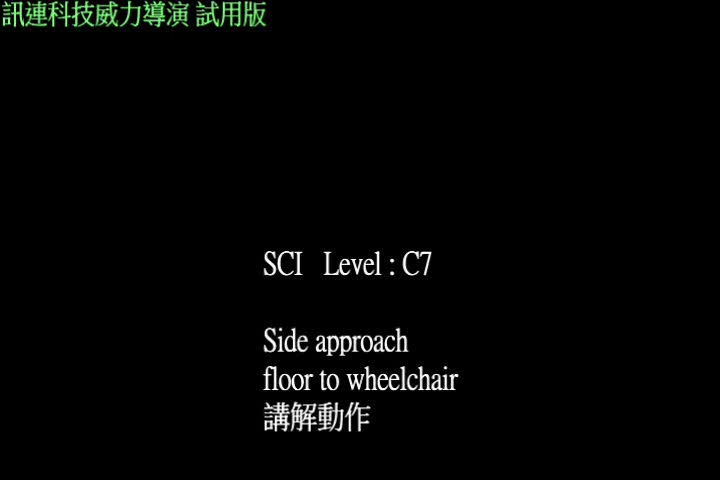 訊連科技威力導演 試用版
SCI Level : C7
Side approach
floor to wheelchair
講解動作